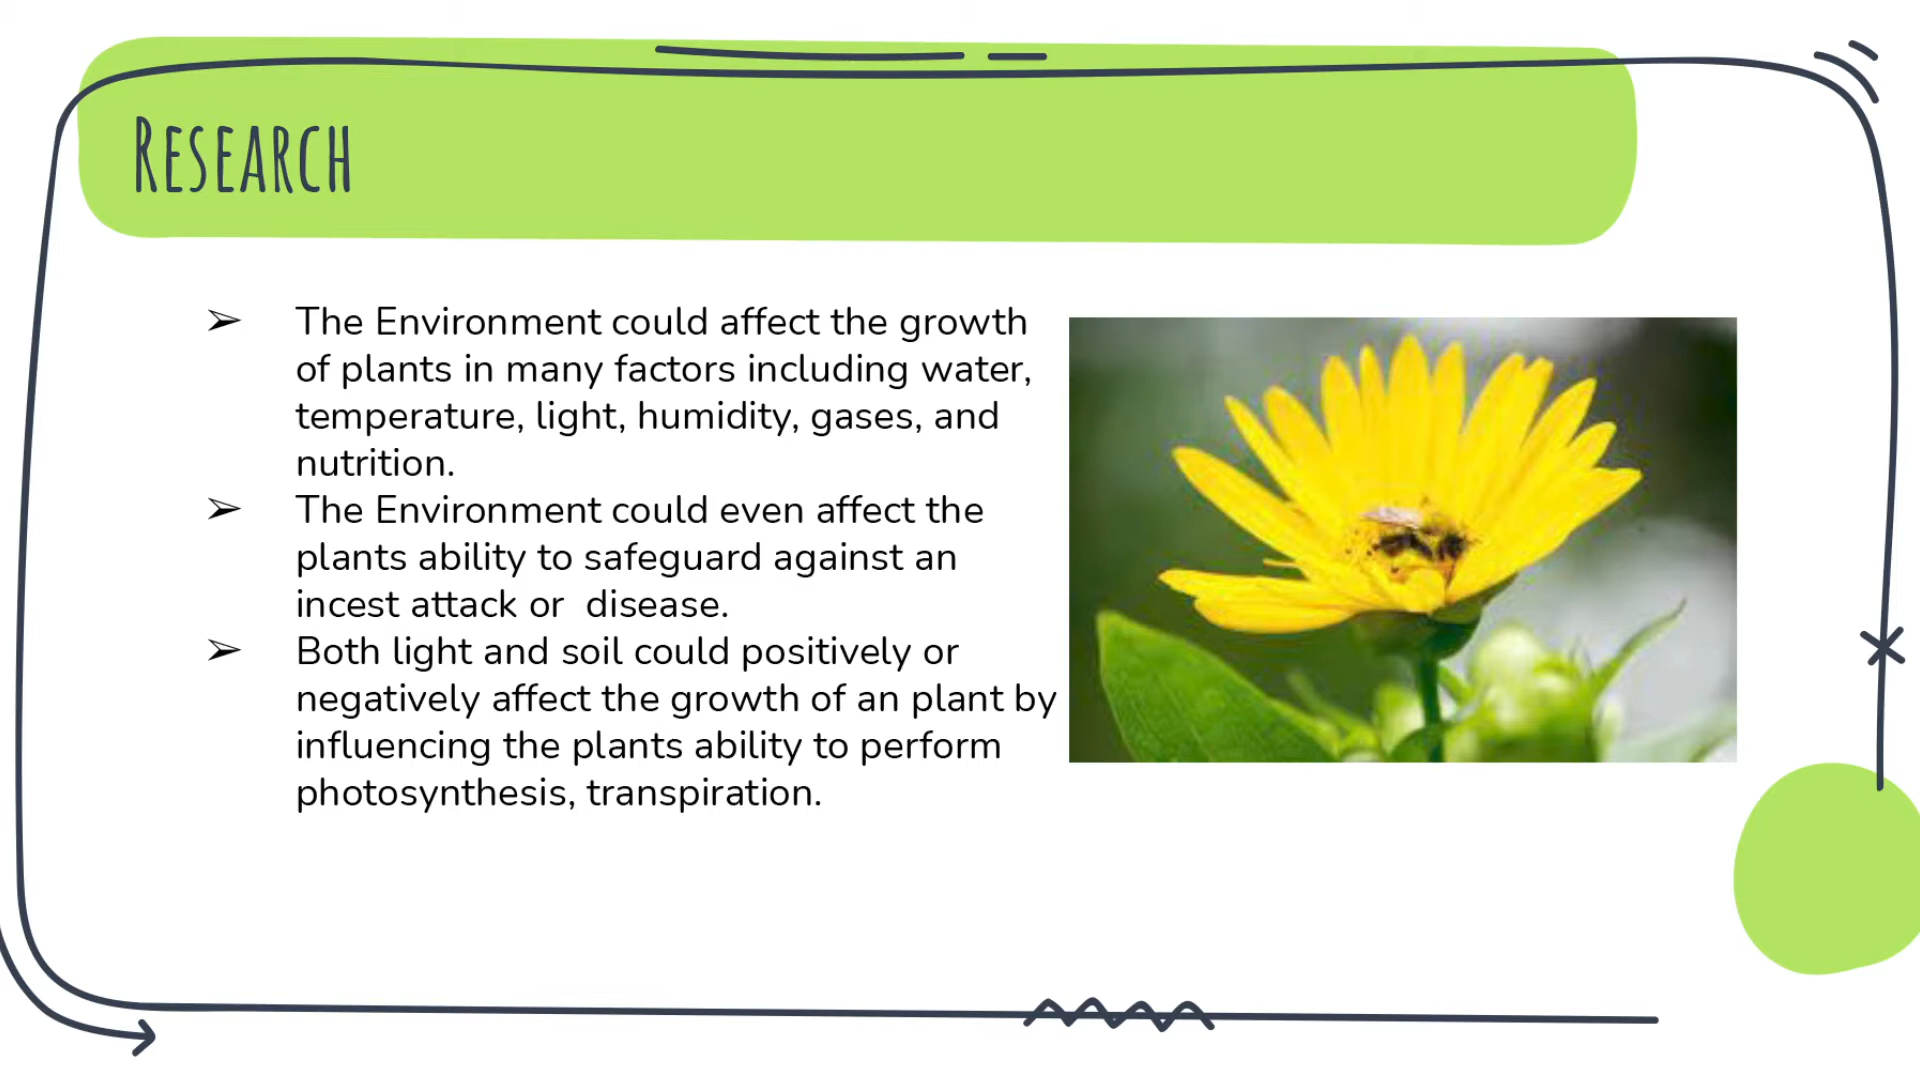 Research
➢ The Environment could affect the growth
of plants in many factors including water,
temperature, light, humidity, gases, and
nutrition.
➢ The Environment could even affect the
plants ability to safeguard against an
incest attack or  disease.
➢ Both light and soil could positively or
negatively affect the growth of an plant by
influencing the plants ability to perform
photosynthesis, transpiration.